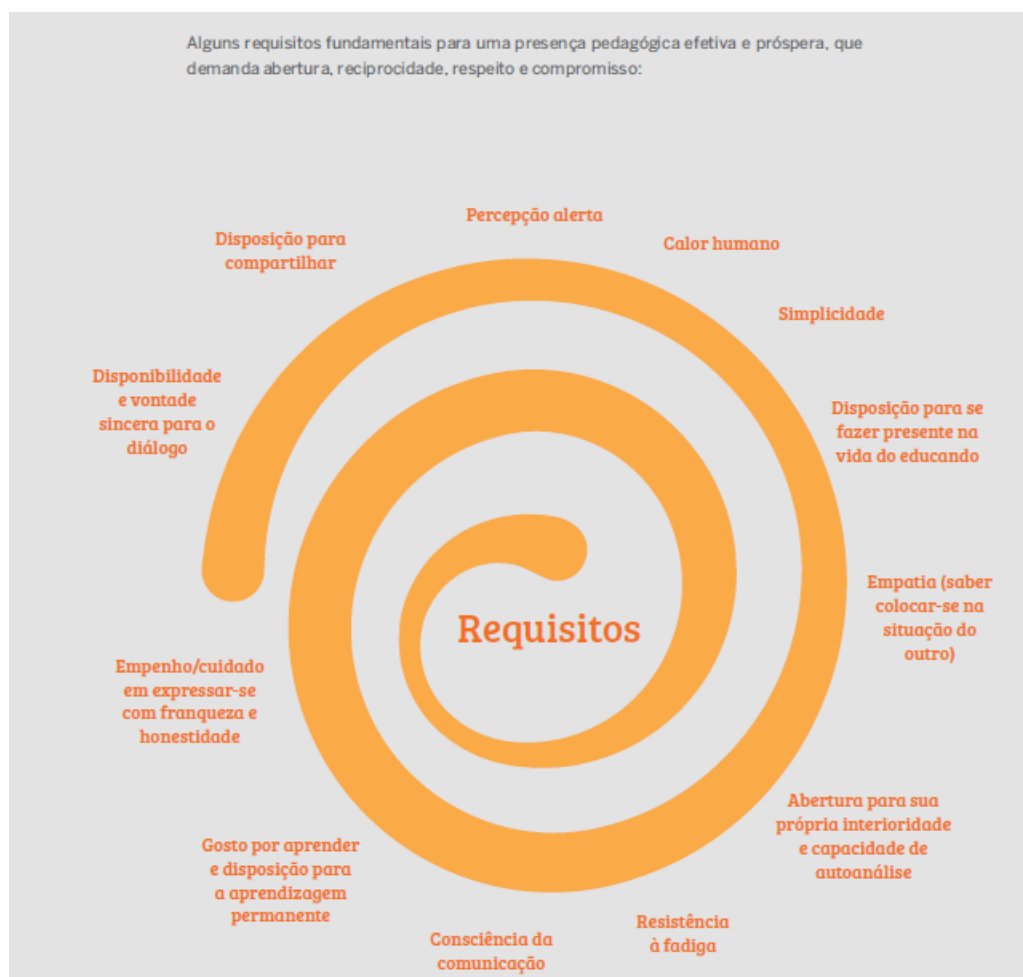 Alguns requisitos fundamentais para uma presença pedagógica efetiva e próspera, que
demanda abertura, reciprocidade, respeito e compromisso:
Percepção alerta
Calor humano
Simplicidade
Disposição para se
fazer presente na
vida do educando
Empatia (saber
colocar-se na
situação do
outro)
Abertura para sua
própria interioridade
e capacidade de
autoanálise
Resistência
à fadiga
Consciência da
comunicação
Gosto por aprender
e disposição para
a aprendizagem
permanente
Empenho/cuidado
em expressar-se
com franqueza e
honestidade
Disponibilidade
e vontade
sincera para o
diálogo
Disposição para
compartilhar
Requisitos